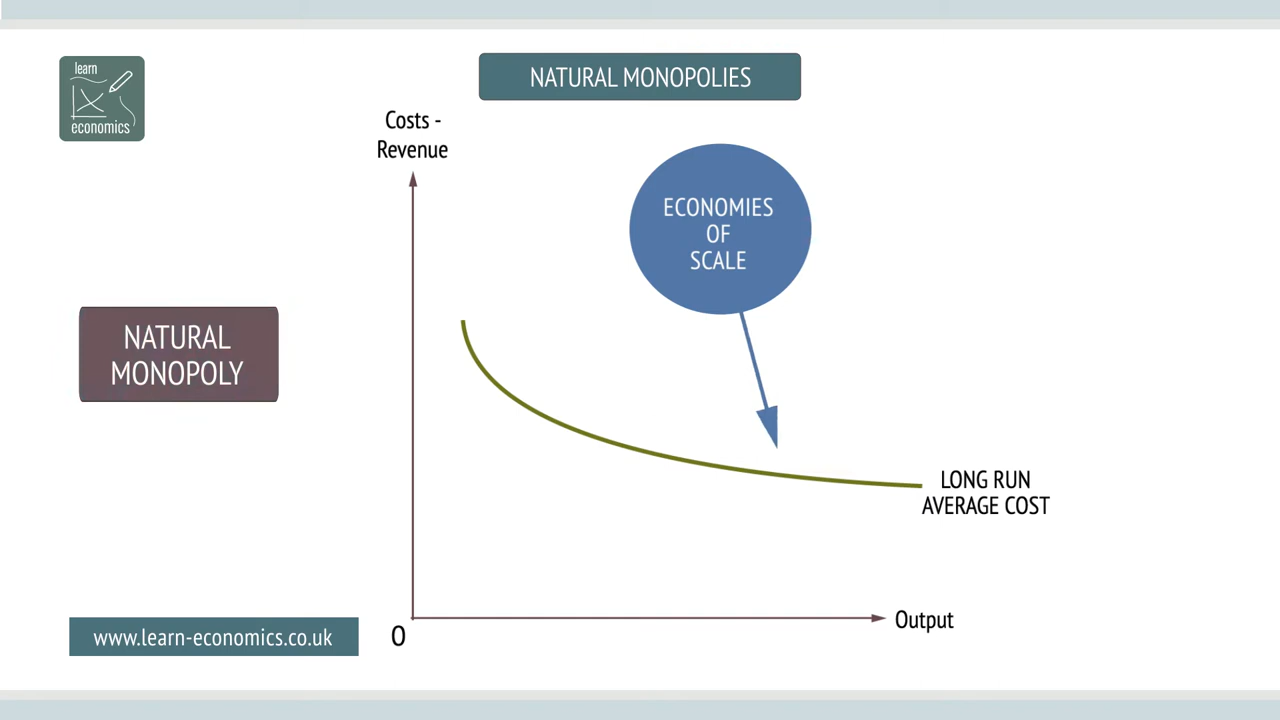 learn
economics
NATURAL MONOPOLIES
Costs -
Revenue
ECONOMIES
OF
SCALE
NATURAL
MONOPOLY
LONG RUN
AVERAGE COST
www.learn-economics.co.uk
0
Output